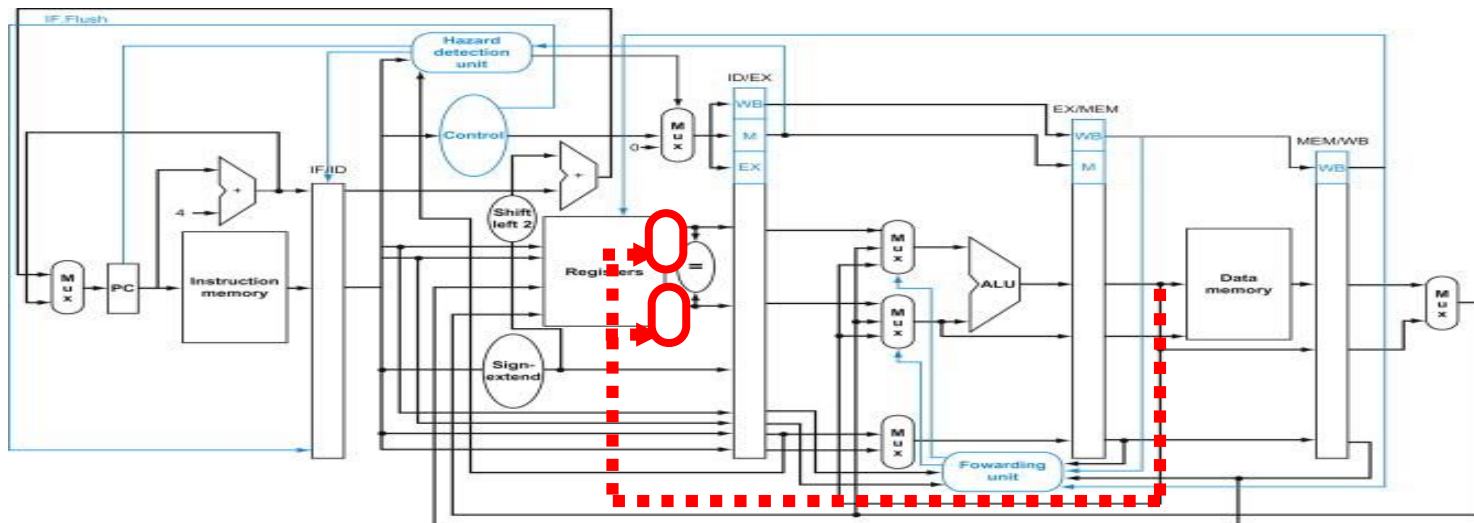 IF.Flush
Hazard
detection
unit
ID/EX
WB
EX/MEM
Control
M
u
x
M
WB
MEM/WB
0
EX
M
WB
IF/ID
+
+
4
Shift
left 2
M
u
x
PC
Instruction
memory
Registers
=
M
u
x
ALU
Data
memory
M
u
x
M
u
x
Sign-
extend
M
u
x
Fowarding
unit